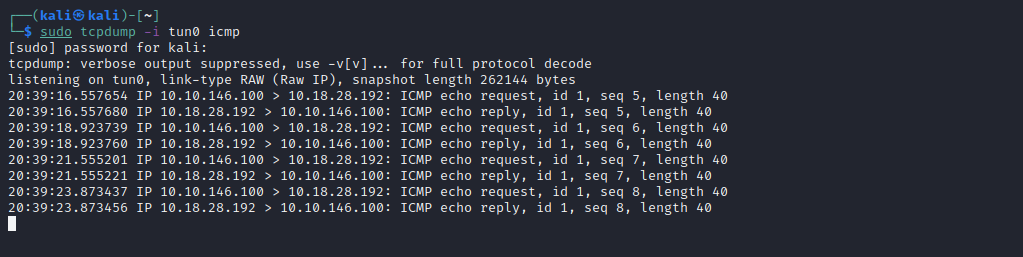 ┌──(kali㉿kali)-[~]
└─$ sudo tcpdump -i tun0 icmp
[sudo] password for kali:
tcpdump: verbose output suppressed, use -v[v]... for full protocol decode
listening on tun0, link-type RAW (Raw IP), snapshot length 262144 bytes
20:39:16.557654 IP 10.10.146.100 > 10.18.28.192: ICMP echo request, id 1, seq 5, length 40
20:39:16.557680 IP 10.18.28.192 > 10.10.146.100: ICMP echo reply, id 1, seq 5, length 40
20:39:18.923739 IP 10.10.146.100 > 10.18.28.192: ICMP echo request, id 1, seq 6, length 40
20:39:18.923760 IP 10.18.28.192 > 10.10.146.100: ICMP echo reply, id 1, seq 6, length 40
20:39:21.555201 IP 10.10.146.100 > 10.18.28.192: ICMP echo request, id 1, seq 7, length 40
20:39:21.555221 IP 10.18.28.192 > 10.10.146.100: ICMP echo reply, id 1, seq 7, length 40
20:39:23.873437 IP 10.10.146.100 > 10.18.28.192: ICMP echo request, id 1, seq 8, length 40
20:39:23.873456 IP 10.18.28.192 > 10.10.146.100: ICMP echo reply, id 1, seq 8, length 40